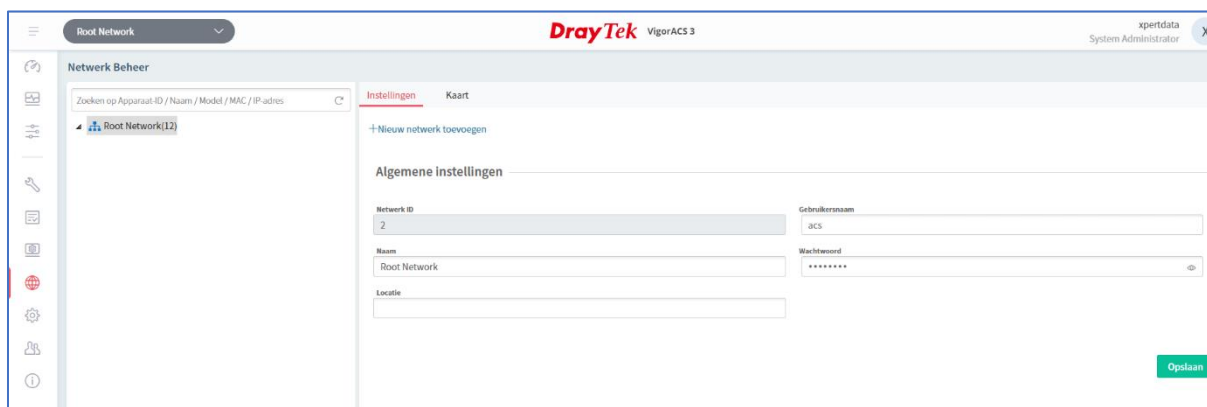 Root Network
DrayTek VigorACS 3
xpertdata
System Administrator
X
Netwerk Beheer
Zoeken op Apparaat-ID / Naam / Model / MAC / IP-adres
Root Network(12)
Instellingen Kaart
+Nieuw netwerk toevoegen
Algemene instellingen
Netwerk ID
2
Gebruikersnaam
acs
Naam
Root Network
Wachtwoord
••••••••
Locatie
Opslaan